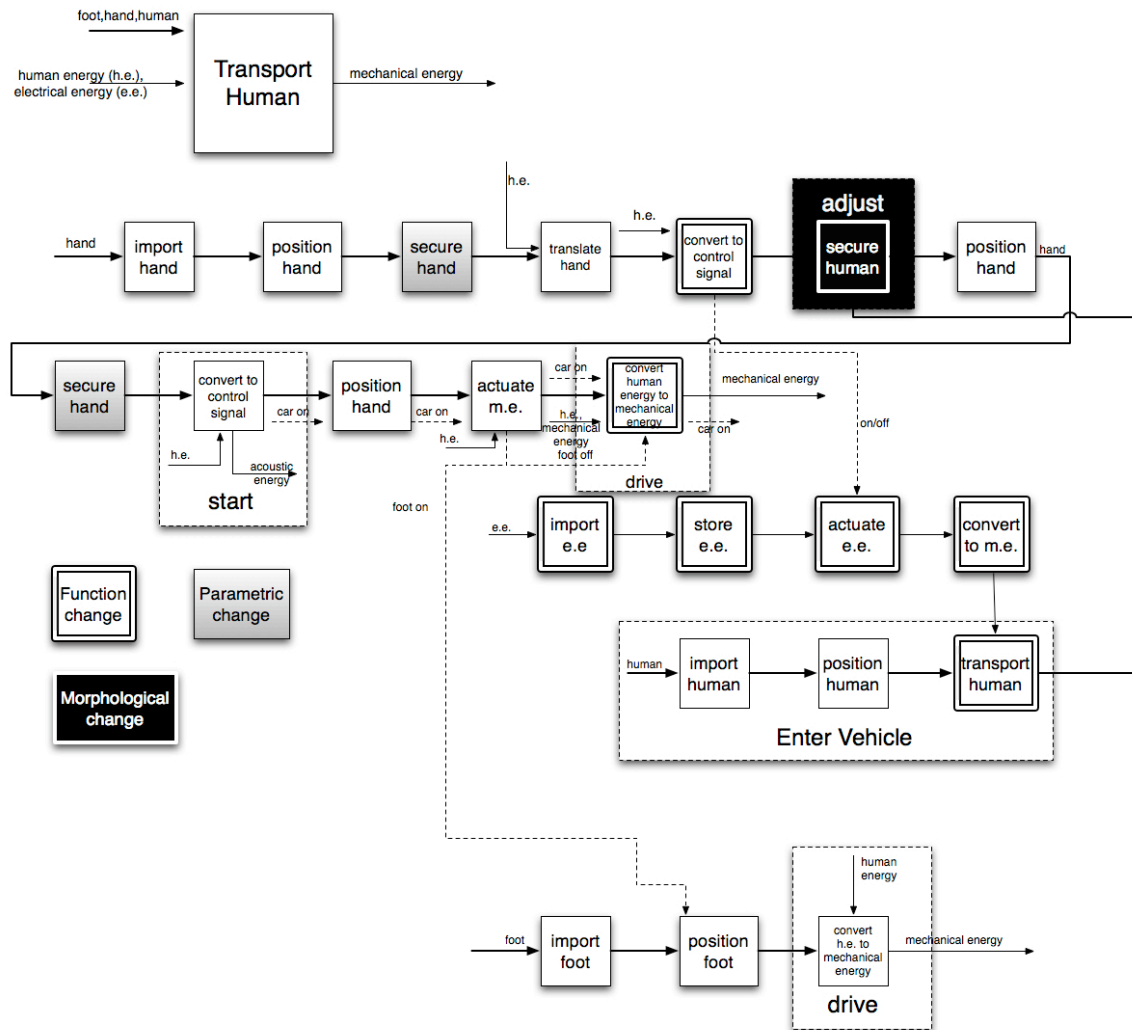 foot,hand,human
human energy (h.e.),
electrical energy (e.e.)
Transport
Human
mechanical energy
h.e.
hand
import
hand
position
hand
secure
hand
translate
hand
h.e.
convert to
control
signal
adjust
secure
human
position
hand
hand
secure
hand
convert to
control
signal
h.e.
acoustic
energy
start
car on
position
hand
car on
h.e.
actuate
m.e.
car on
h.e.,
mechanical
energy
foot off
convert
human
energy to
mechanical
energy
drive
mechanical energy
car on
on/off
foot on
e.e.
import
e.e
store
e.e.
actuate
e.e.
convert
to m.e.
Function
change
Parametric
change
Morphological
change
human
import
human
position
human
transport
human
Enter Vehicle
foot
import
foot
position
foot
human
energy
convert
h.e. to
mechanical
energy
mechanical energy
drive